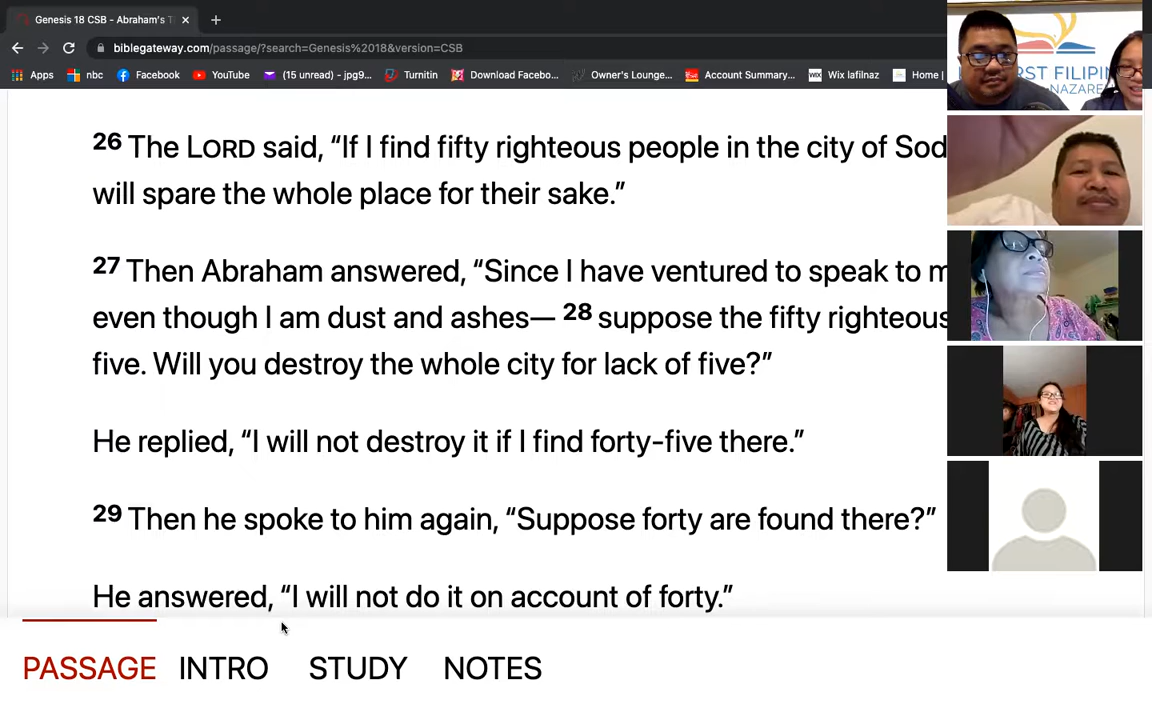 Genesis 18 CSB - Abraham's T
biblegateway.com/passage/?search=Genesis%2018&version=CSB
Apps nbc Facebook YouTube (15 unread) - jpg9... Turnitin Download Facebo... Owner's Lounge... Account Summary... Wix lafilnaz Home |
RST FILIPIN
NAZARE
26 The LORD said, “If I find fifty righteous people in the city of Sod
will spare the whole place for their sake.”
27 Then Abraham answered, “Since I have ventured to speak to m
even though I am dust and ashes— 28 suppose the fifty righteous
five. Will you destroy the whole city for lack of five?”
He replied, “I will not destroy it if I find forty-five there.”
29 Then he spoke to him again, “Suppose forty are found there?”
He answered, “I will not do it on account of forty.”
PASSAGE INTRO STUDY NOTES